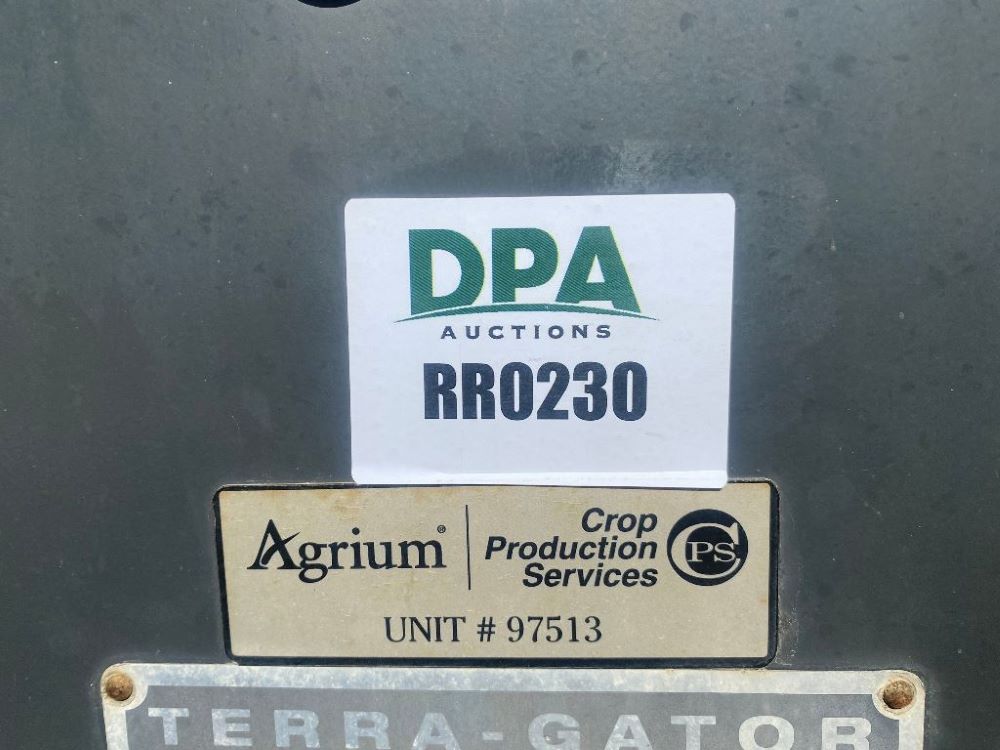 DPA
AUCTIONS
RR0230
Agrium®
Crop
Production
Services
CPS
UNIT # 97513
TERRA-GATOR